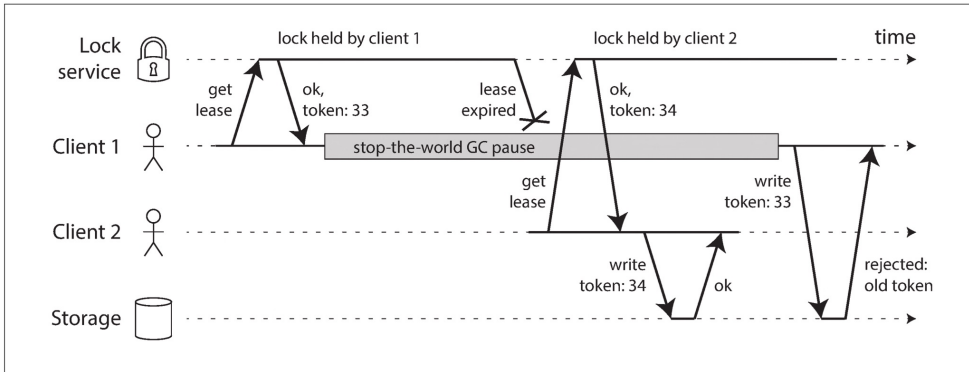 Lock
service
lock held by client 1
lock held by client 2
time
get
lease
ok,
token: 33
lease
expired
ok,
token: 34
Client 1
stop-the-world GC pause
get
lease
write
token: 33
Client 2
write
token: 34
ok
rejected:
old token
Storage